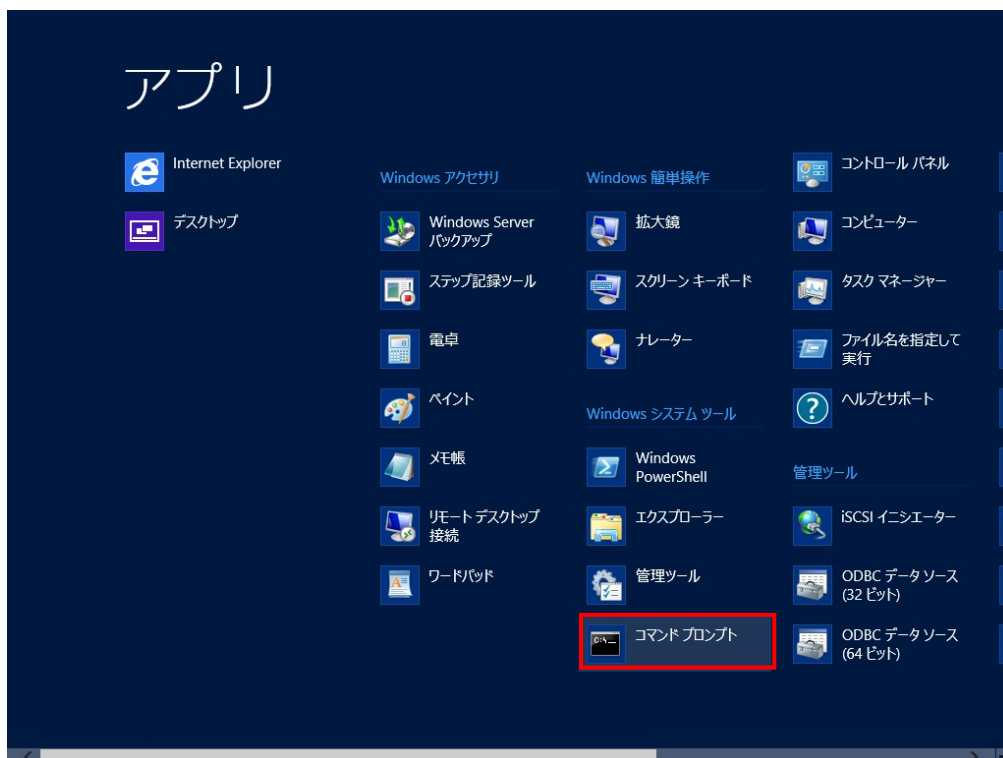 アプリ
Internet Explorer
デスクトップ
Windows アクセサリ
Windows Server
バックアップ
ステップ記録ツール
電卓
ペイント
メモ帳
リモート デスクトップ
接続
ワードパッド
Windows 簡単操作
拡大鏡
スクリーン キーボード
ナレーター
Windows システム ツール
Windows
PowerShell
エクスプローラー
管理ツール
コマンド プロンプト
コントロール パネル
コンピューター
タスク マネージャー
ファイル名を指定して
実行
ヘルプとサポート
管理ツール
iSCSI イニシエーター
ODBC データ ソース
(32 ビット)
ODBC データ ソース
(64 ビット)